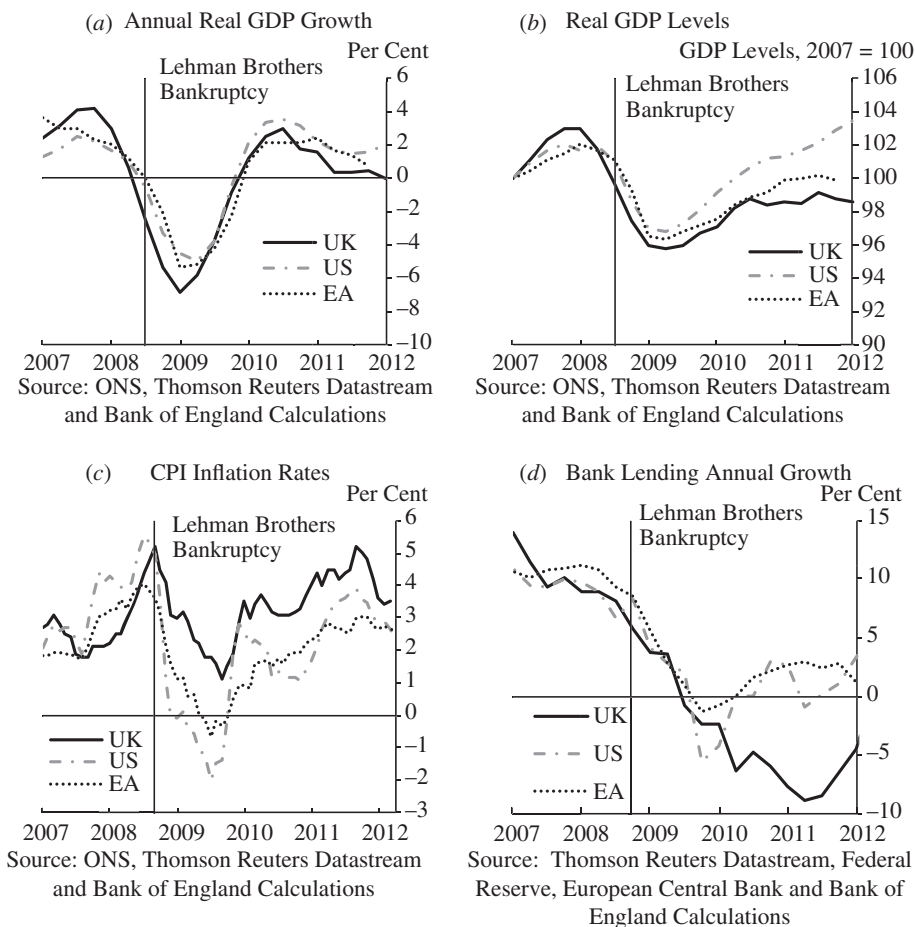 (a) Annual Real GDP Growth
Per Cent
Lehman Brothers
Bankruptcy
6
4
2
0
−2
−4
−6
−8
−10
UK
US
EA
2007 2008 2009 2010 2011 2012
Source: ONS, Thomson Reuters Datastream
and Bank of England Calculations
(b) Real GDP Levels
GDP Levels, 2007 = 100
Lehman Brothers
Bankruptcy
106
104
102
100
98
96
94
92
90
UK
US
EA
2007 2008 2009 2010 2011 2012
Source: ONS, Thomson Reuters Datastream
and Bank of England Calculations
(c) CPI Inflation Rates
Per Cent
Lehman Brothers
Bankruptcy
6
5
4
3
2
1
0
−1
−2
−3
UK
US
EA
2007 2008 2009 2010 2011 2012
Source: ONS, Thomson Reuters Datastream
and Bank of England Calculations
(d) Bank Lending Annual Growth
Per Cent
Lehman Brothers
Bankruptcy
15
10
5
0
−5
−10
UK
US
EA
2007 2008 2009 2010 2011 2012
Source: Thomson Reuters Datastream, Federal
Reserve, European Central Bank and Bank of
England Calculations